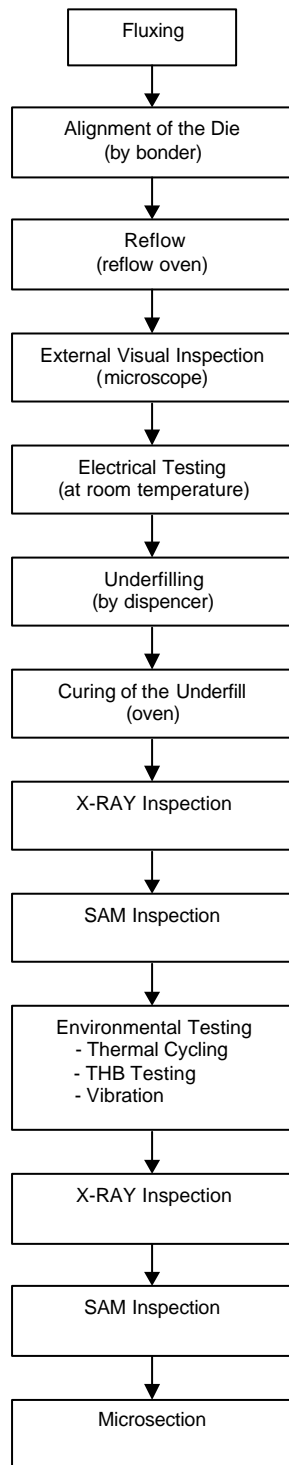 Fluxing
Alignment of the Die
(by bonder)
Reflow
(reflow oven)
External Visual Inspection
(microscope)
Electrical Testing
(at room temperature)
Underfilling
(by dispencer)
Curing of the Underfill
(oven)
X-RAY Inspection
SAM Inspection
Environmental Testing
- Thermal Cycling
- THB Testing
- Vibration
X-RAY Inspection
SAM Inspection
Microsection